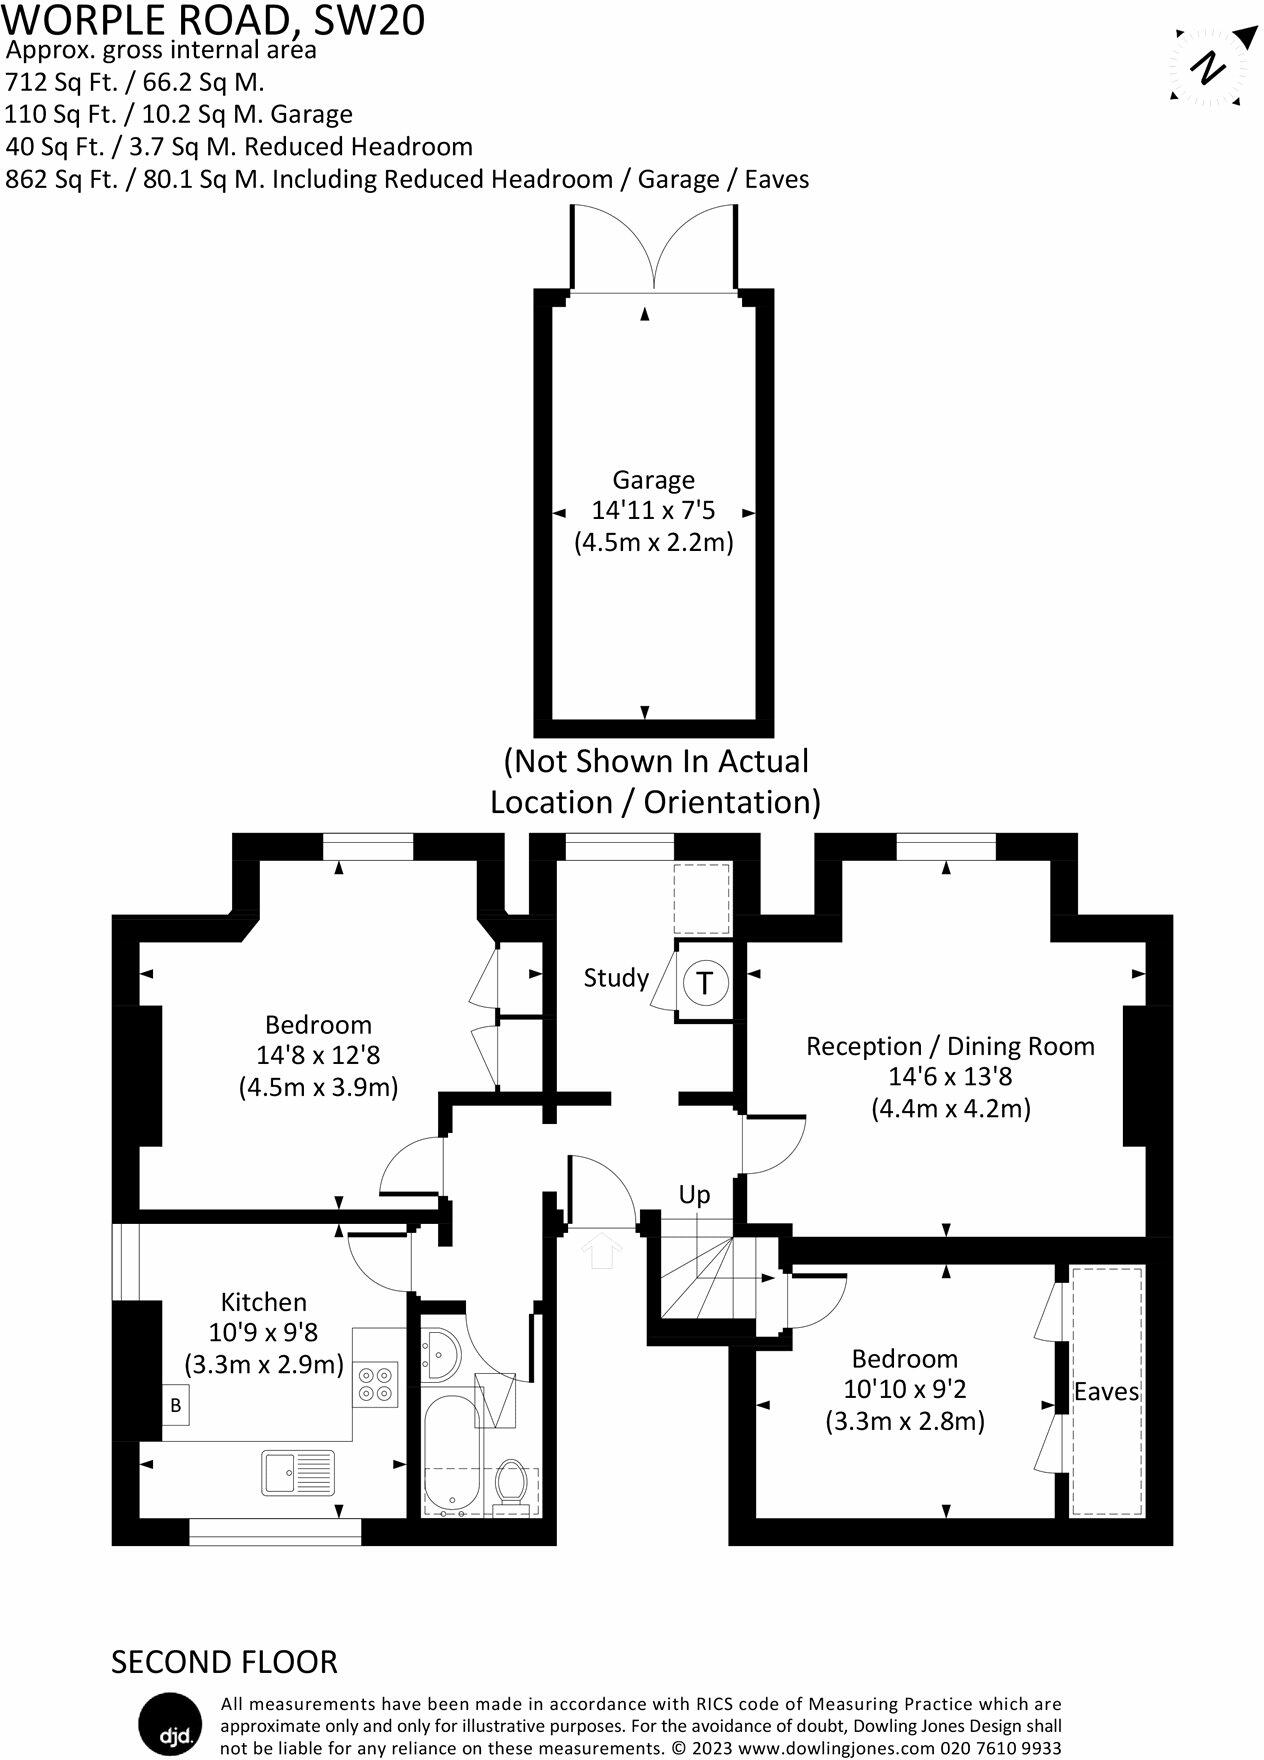 WORPLE ROAD, SW20
Approx. gross internal area
712 Sq Ft. / 66.2 Sq M.
110 Sq Ft. / 10.2 Sq M. Garage
40 Sq Ft. / 3.7 Sq M. Reduced Headroom
862 Sq Ft. / 80.1 Sq M. Including Reduced Headroom / Garage / Eaves
N
Garage
14'11 x 7'5
(4.5m x 2.2m)
(Not Shown In Actual
Location / Orientation)
Study
T
Bedroom
14'8 x 12'8
(4.5m x 3.9m)
Reception / Dining Room
14'6 x 13'8
(4.4m x 4.2m)
Up
Kitchen
10'9 x 9'8
(3.3m x 2.9m)
B
Bedroom
10'10 x 9'2
(3.3m x 2.8m)
Eaves
SECOND FLOOR
djd.
All measurements have been made in accordance with RICS code of Measuring Practice which are
approximate only and only for illustrative purposes. For the avoidance of doubt, Dowling Jones Design shall
not be liable for any reliance on these measurements. © 2023 www.dowlingjones.com 020 7610 9933